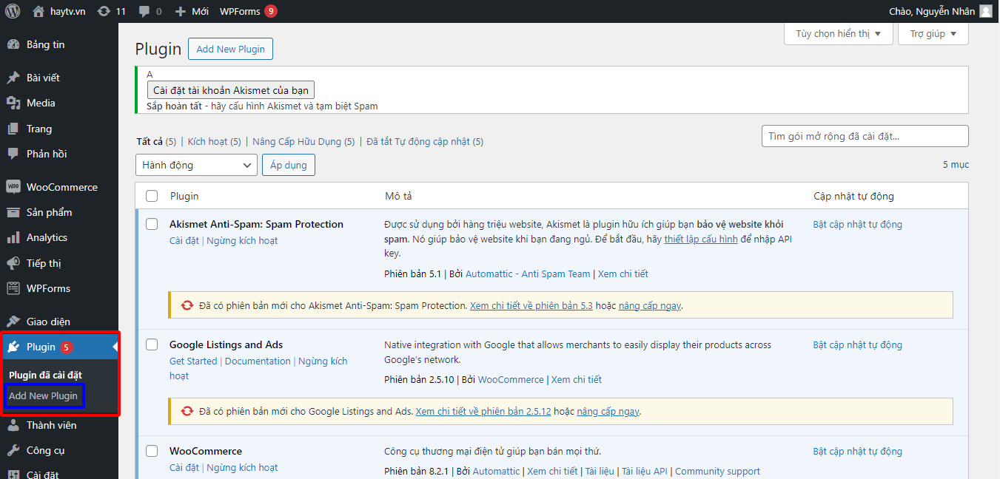 haytv.vn 11 0 Mới WPForms 9 Chào, Nguyễn Nhân
Bảng tin
Bài viết
Media
Trang
Phản hồi
WooCommerce
Sản phẩm
Analytics
Tiếp thị
WPForms
Giao diện
Plugin 5
Plugin đã cài đặt
Add New Plugin
Thành viên
Công cụ
Cài đặt
Tùy chọn hiển thị Trợ giúp
Plugin Add New Plugin
A
Cài đặt tài khoản Akismet của bạn
Sắp hoàn tất - hãy cấu hình Akismet và tạm biệt Spam
Tất cả (5) | Kích hoạt (5) | Nâng Cấp Hữu Dụng (5) | Đã tắt Tự động cập nhật (5)
Tìm gói mở rộng đã cài đặt...
Hành động Áp dụng
5 mục
Plugin Mô tả Cập nhật tự động
Akismet Anti-Spam: Spam Protection
Cài đặt | Ngừng kích hoạt
Được sử dụng bởi hàng triệu website, Akismet là plugin hữu ích giúp bạn bảo vệ website khỏi
spam. Nó giúp bảo vệ website khi bạn đang ngủ. Để bắt đầu, hãy thiết lập cấu hình để nhập API
key.
Phiên bản 5.1 | Bởi Automattic - Anti Spam Team | Xem chi tiết
Bật cập nhật tự động
Đã có phiên bản mới cho Akismet Anti-Spam: Spam Protection. Xem chi tiết về phiên bản 5.3 hoặc nâng cấp ngay.
Google Listings and Ads
Get Started | Documentation | Ngừng kích
hoạt
Native integration with Google that allows merchants to easily display their products across
Google's network.
Phiên bản 2.5.10 | Bởi WooCommerce | Xem chi tiết
Bật cập nhật tự động
Đã có phiên bản mới cho Google Listings and Ads. Xem chi tiết về phiên bản 2.5.12 hoặc nâng cấp ngay.
WooCommerce
Cài đặt | Ngừng kích hoạt
Công cụ thương mại điện tử giúp bạn bán mọi thứ.
Phiên bản 8.2.1 | Bởi Automattic | Xem chi tiết | Tài liệu | Tài liệu API | Community support
Bật cập nhật tự động